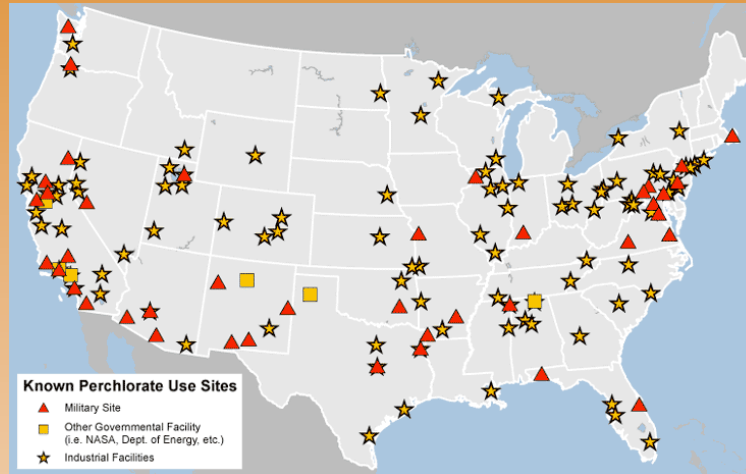 Known Perchlorate Use Sites
Military Site
Other Governmental Facility
(i.e. NASA, Dept. of Energy, etc.)
Industrial Facilities